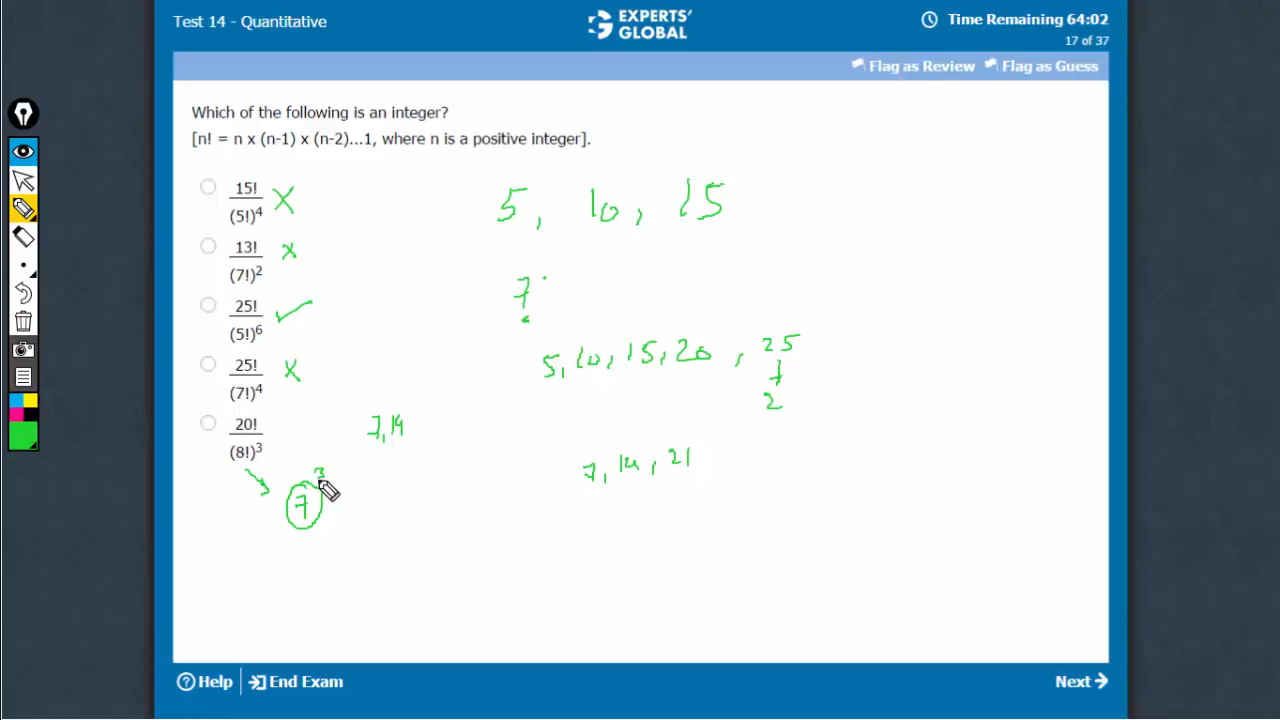 Test 14 - Quantitative
EXPERTS'
GLOBAL
Time Remaining 64:02
17 of 37
Flag as Review Flag as Guess
Which of the following is an integer?
[n! = n x (n-1) x (n-2)...1, where n is a positive integer].
15!
(5!)4
X
5, 10, 15
13!
(7!)2
x
7
25!
(5!)6
✓
5, 10, 15, 20, 25
2
25!
(7!)4
X
20!
(8!)3
7, 14
7, 14, 21
7 3
Help End Exam Next